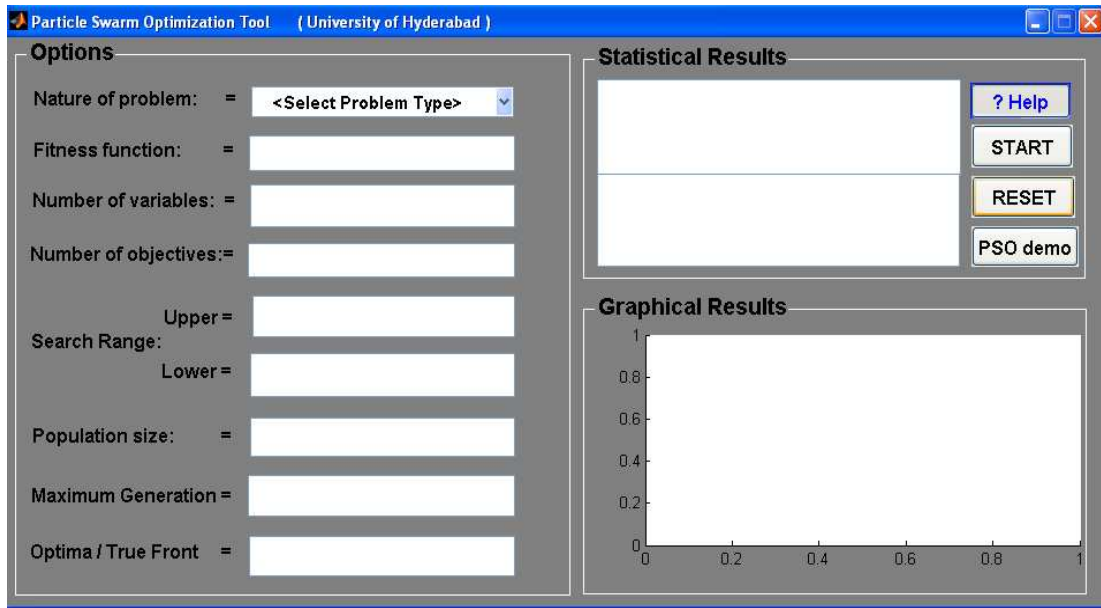 Particle Swarm Optimization Tool ( University of Hyderabad )
Options
Nature of problem: = <Select Problem Type>
Fitness function: =
Number of variables: =
Number of objectives:=
Upper =
Search Range:
Lower =
Population size: =
Maximum Generation =
Optima / True Front =
Statistical Results
? Help
START
RESET
PSO demo
Graphical Results
1
0.8
0.6
0.4
0.2
0
0 0.2 0.4 0.6 0.8 1